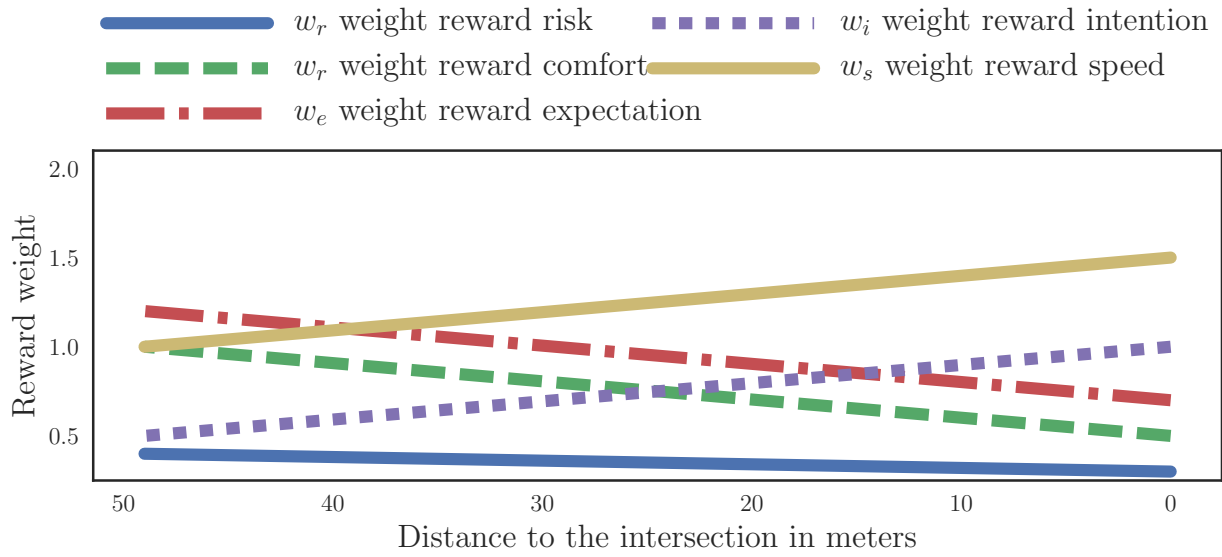 w_r weight reward risk
w_r weight reward comfort
w_e weight reward expectation
w_i weight reward intention
w_s weight reward speed
2.0
1.5
1.0
0.5
Reward weight
50 40 30 20 10 0
Distance to the intersection in meters